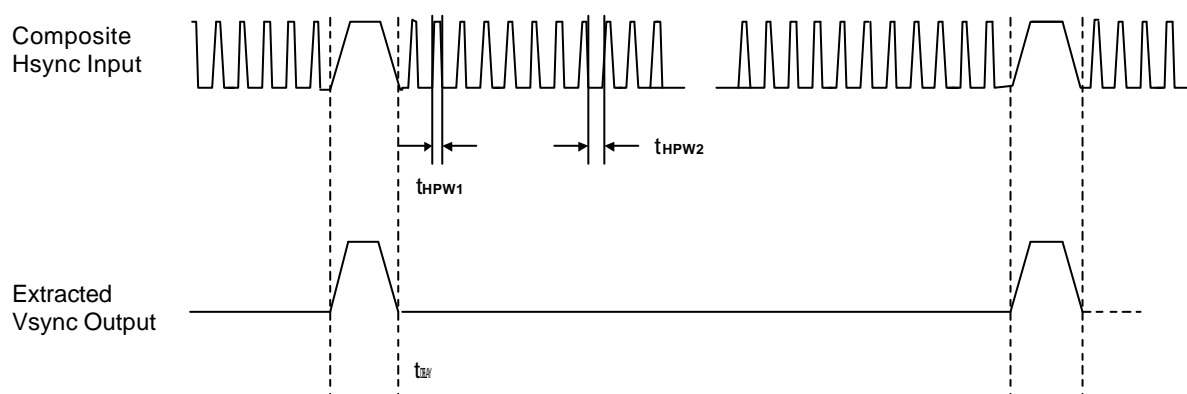 Composite
Hsync Input
tHPW2
tHPW1
Extracted
Vsync Output